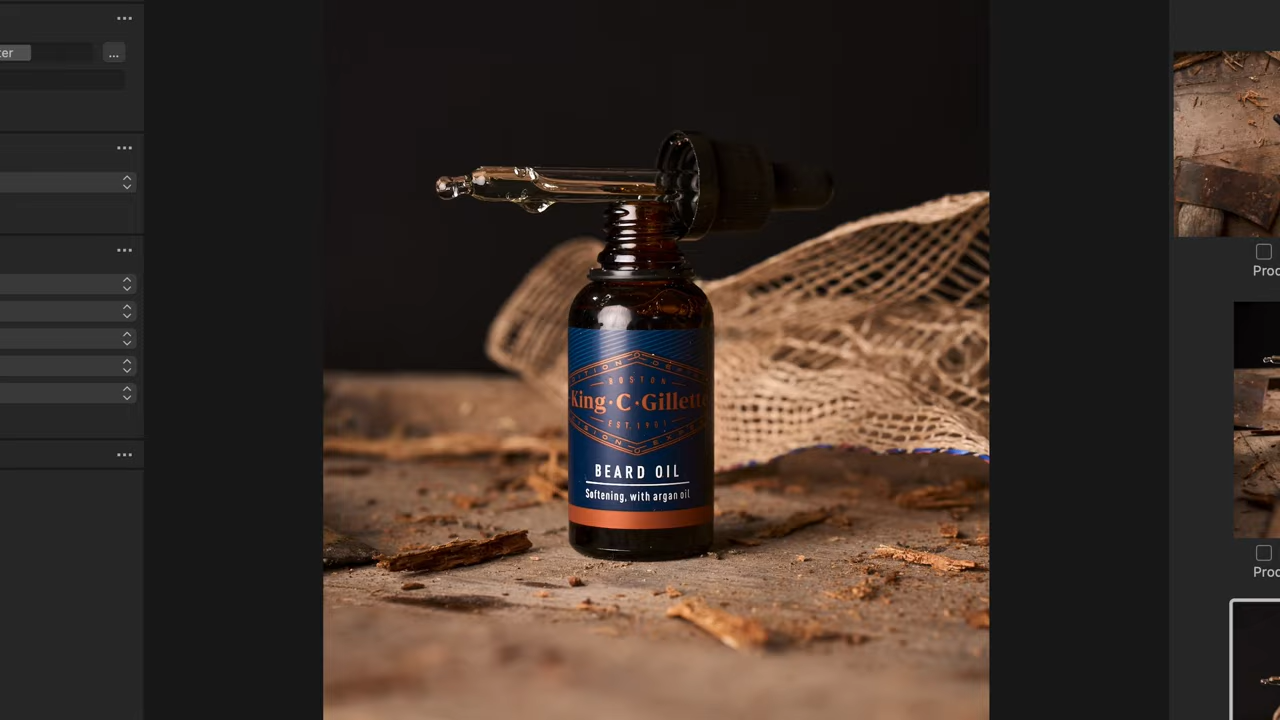 ter
...
BOSTON
King·C·Gillette
EST. 1901
BEARD OIL
Softening, with argan oil
Proc
Proc